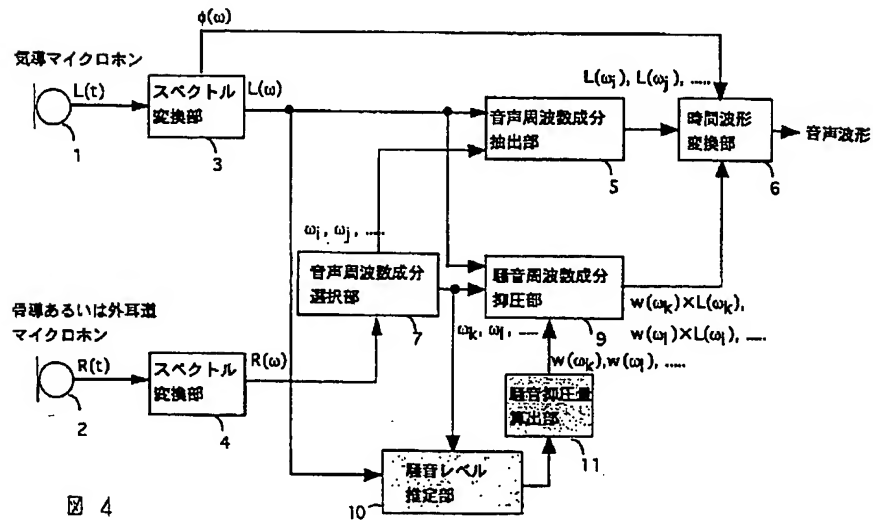 φ(ω)
気導マイクロホン
L(t)
1
スペクトル
変換部
3
L(ω)
L(ωi), L(ωj), .....
音声周波数成分
抽出部
5
時間波形
変換部
6
音声波形
ωi, ωj, .....
音声周波数成分
選択部
7
騒音周波数成分
抑圧部
9
ωk, ωl, .....
w(ωk)×L(ωk),
w(ωl)×L(ωl), .....
w(ωk),w(ωl), .....
骨導あるいは外耳道
マイクロホン
R(t)
2
スペクトル
変換部
4
R(ω)
騒音抑圧量
算出部
11
騒音レベル
推定部
10
図 4